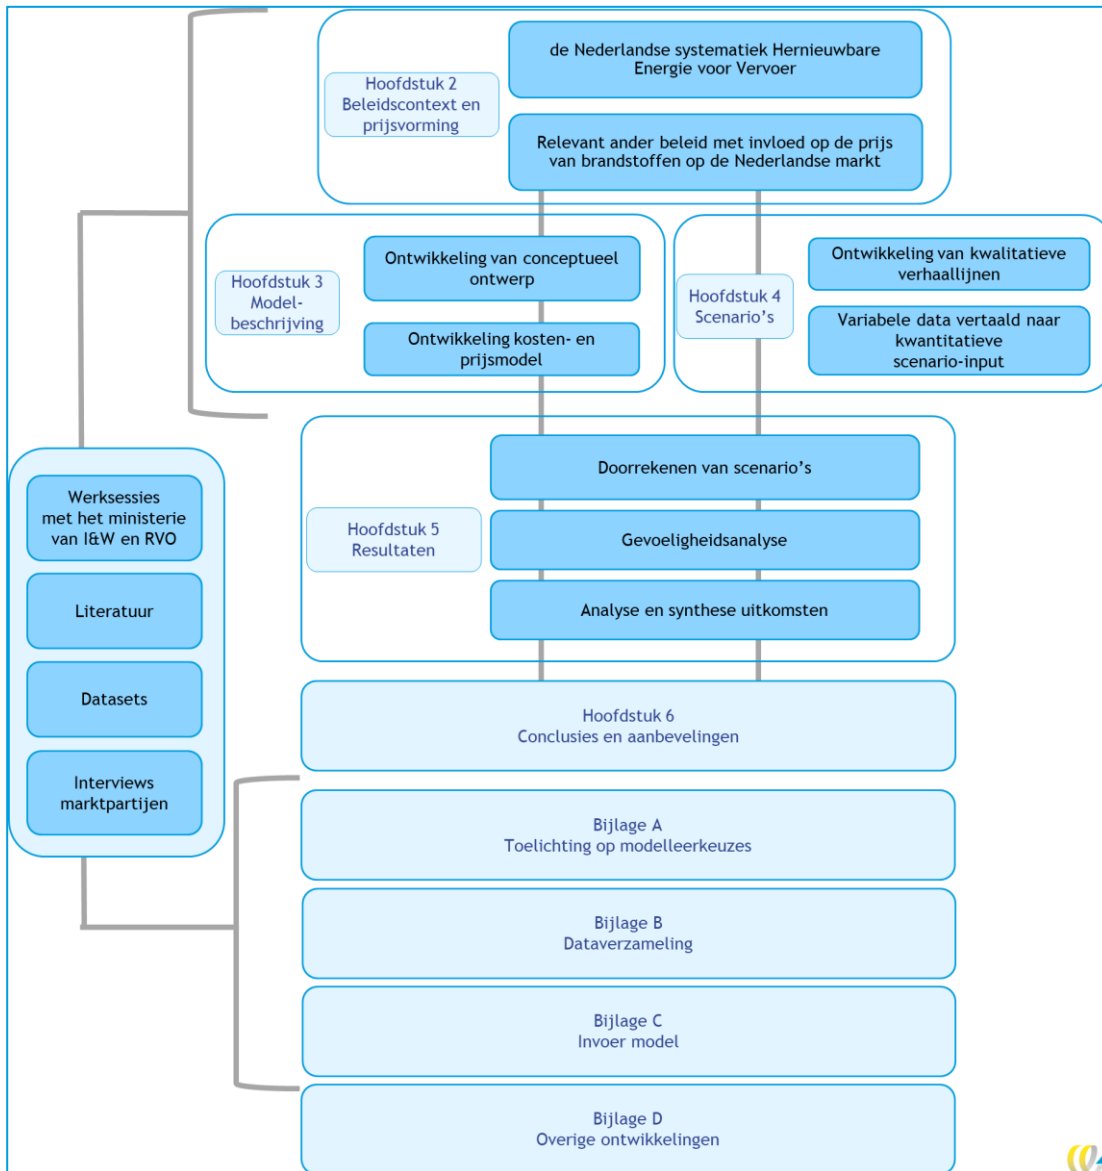 Hoofdstuk 2
Beleidscontext en
prijsvorming
de Nederlandse systematiek Hernieuwbare
Energie voor Vervoer
Relevant ander beleid met invloed op de prijs
van brandstoffen op de Nederlandse markt
Hoofdstuk 3
Model-
beschrijving
Ontwikkeling van conceptueel
ontwerp
Ontwikkeling kosten- en
prijsmodel
Hoofdstuk 4
Scenario’s
Ontwikkeling van kwalitatieve
verhaallijnen
Variabele data vertaald naar
kwantitatieve
scenario-input
Werksessies
met het ministerie
van I&W en RVO
Literatuur
Datasets
Interviews
marktpartijen
Hoofdstuk 5
Resultaten
Doorrekenen van scenario’s
Gevoeligheidsanalyse
Analyse en synthese uitkomsten
Hoofdstuk 6
Conclusies en aanbevelingen
Bijlage A
Toelichting op modelleerkeuzes
Bijlage B
Dataverzameling
Bijlage C
Invoer model
Bijlage D
Overige ontwikkelingen